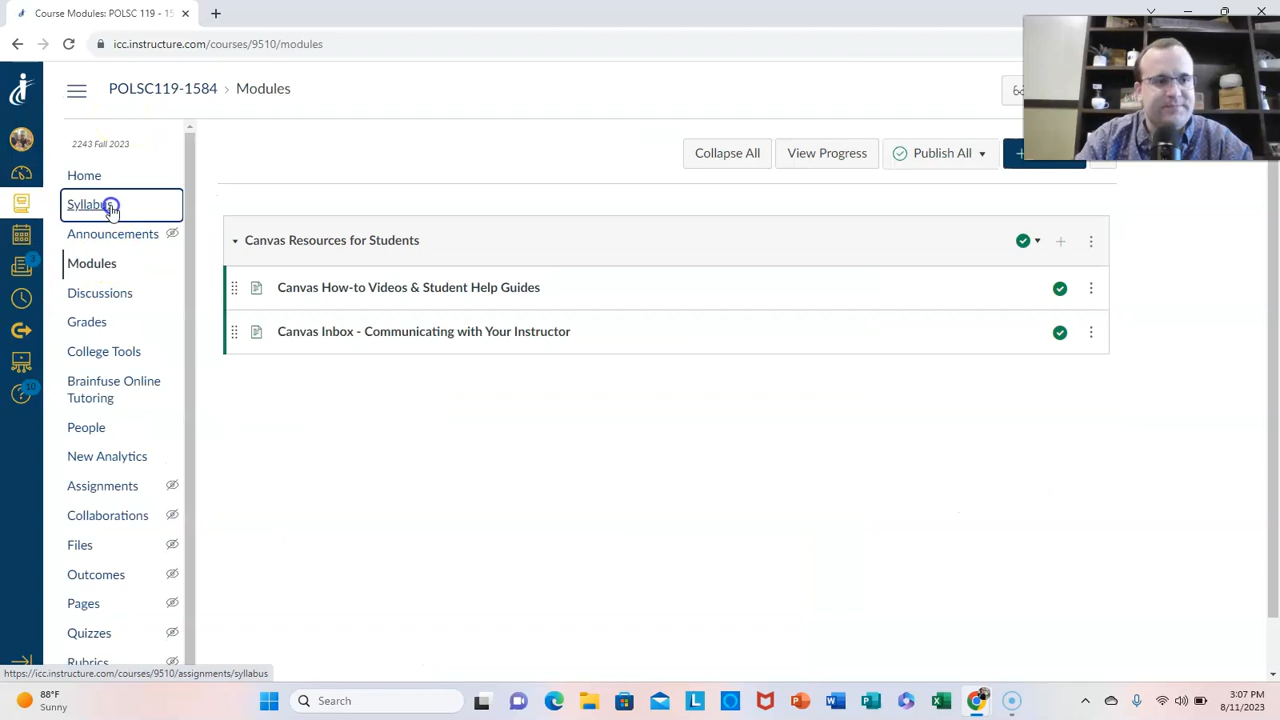 Course Modules: POLSC 119 - 15
icc.instructure.com/courses/9510/modules
POLSC119-1584 › Modules
2243 Fall 2023
Home
Syllabus
Announcements
Modules
Discussions
Grades
College Tools
Brainfuse Online
Tutoring
People
New Analytics
Assignments
Collaborations
Files
Outcomes
Pages
Quizzes
Rubrics
3
10
Collapse All
View Progress
Publish All
Canvas Resources for Students
Canvas How-to Videos & Student Help Guides
Canvas Inbox - Communicating with Your Instructor
https://icc.instructure.com/courses/9510/assignments/syllabus
88°F
Sunny
Search
3:07 PM
8/11/2023